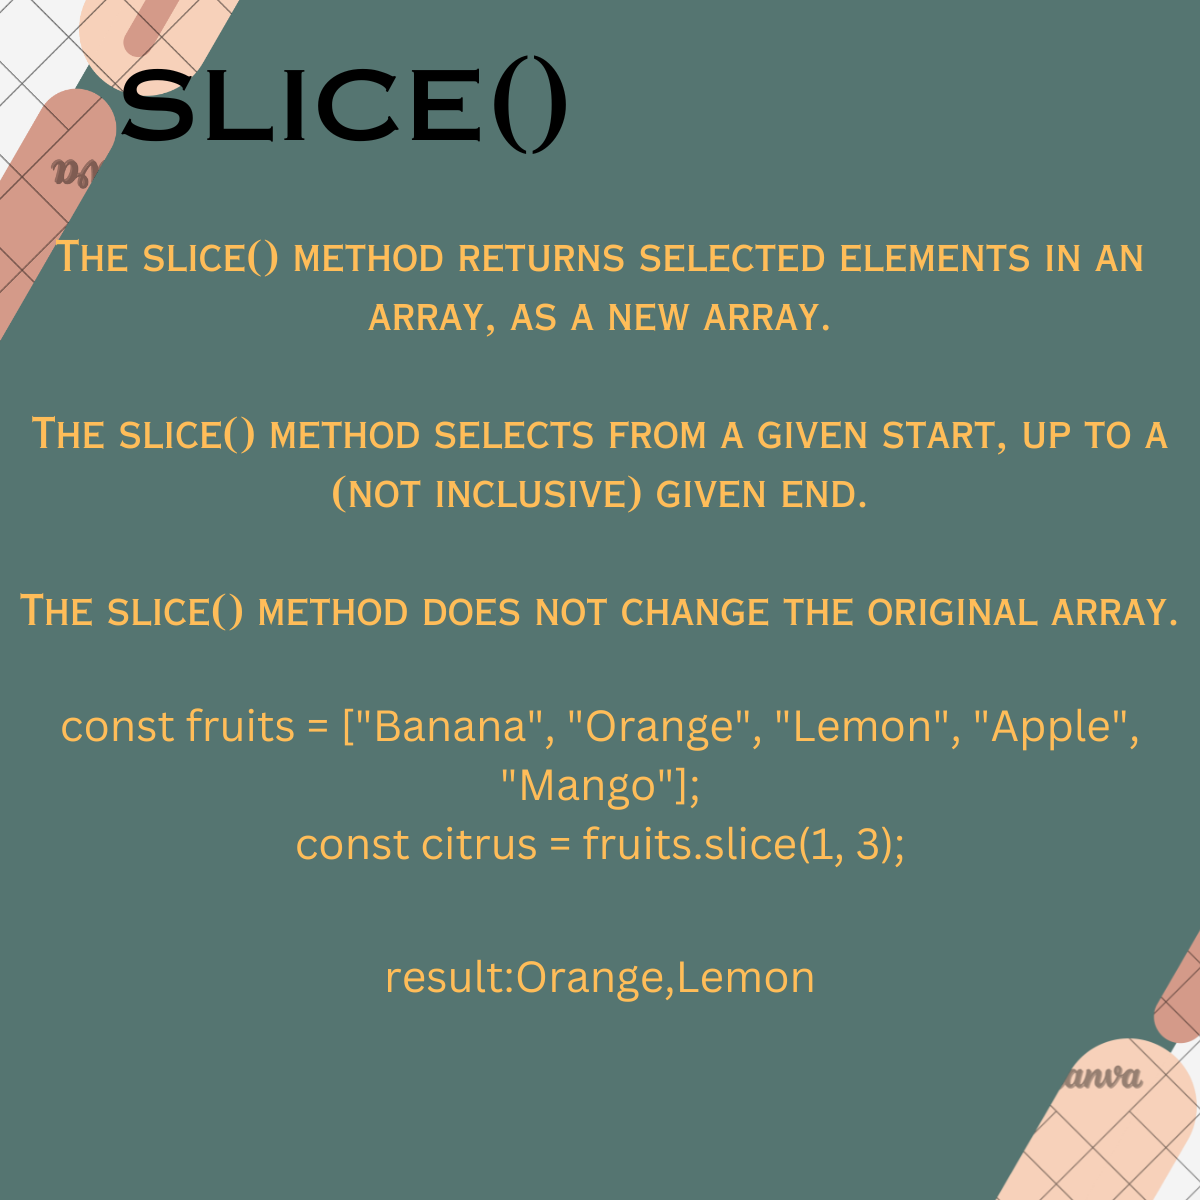 SLICE()
The slice() method returns selected elements in an
array, as a new array.
The slice() method selects from a given start, up to a
(not inclusive) given end.
The slice() method does not change the original array.
const fruits = ["Banana", "Orange", "Lemon", "Apple",
"Mango"];
const citrus = fruits.slice(1, 3);
result:Orange,Lemon
anva